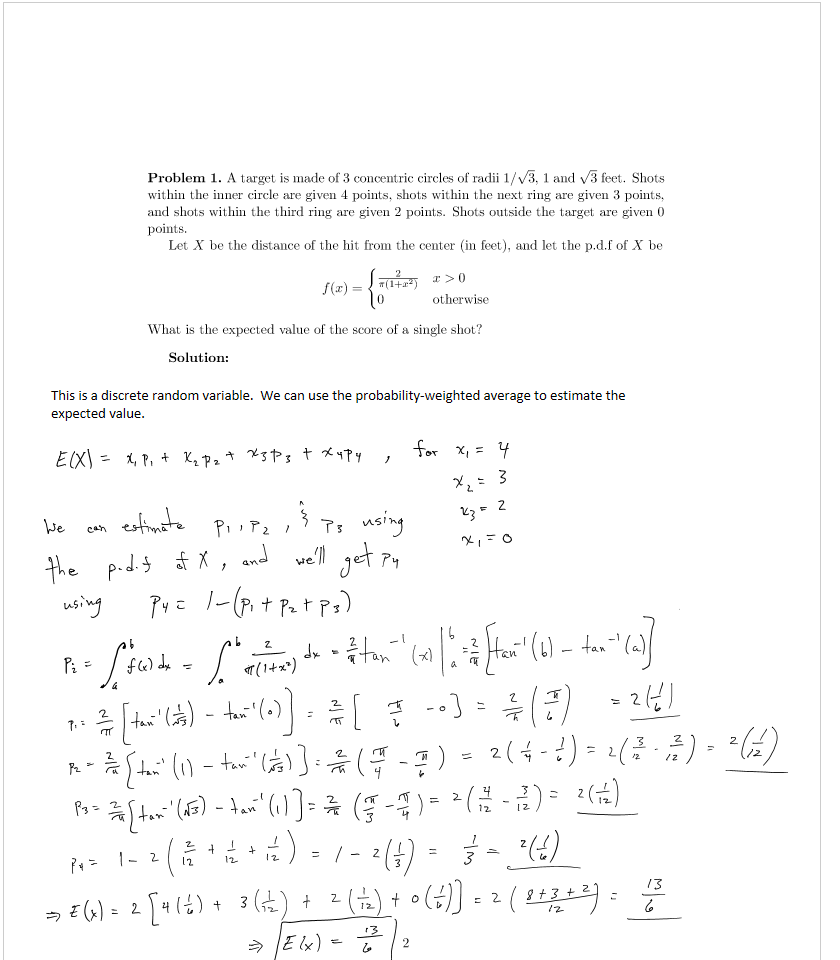 Problem 1. A target is made of 3 concentric circles of radii 1/√3, 1 and √3 feet. Shots
within the inner circle are given 4 points, shots within the next ring are given 3 points,
and shots within the third ring are given 2 points. Shots outside the target are given 0
points.
Let X be the distance of the hit from the center (in feet), and let the p.d.f of X be
f(x) = { 2/(π(1+x²)) x > 0
0 otherwise
What is the expected value of the score of a single shot?
Solution:
This is a discrete random variable. We can use the probability-weighted average to estimate the
expected value.
E(X) = x₁p₁ + x₂p₂ + x₃p₃ + x₄p₄ , for x₁ = 4
x₂ = 3
x₃ = 2
x₁ = 0
We can estimate p₁, p₂, & p₃ using
the p.d.f of X, and we'll get p₄
using p₄ = 1-(p₁ + p₂ + p₃)
pᵢ = ∫ₐᵇ f(x) dx = ∫ₐᵇ 2/(π(1+x²)) dx = 2/π tan⁻¹(x) |ₐᵇ = 2/π [tan⁻¹(b) - tan⁻¹(a)]
p₁ = 2/π [tan⁻¹(1/√3) - tan⁻¹(0)] = 2/π [π/6 - 0] = 2/π (π/6) = 2(1/6)
p₂ = 2/π [tan⁻¹(1) - tan⁻¹(1/√3)] = 2/π (π/4 - π/6) = 2(1/4 - 1/6) = 2(3/12 - 2/12) = 2(1/12)
p₃ = 2/π [tan⁻¹(√3) - tan⁻¹(1)] = 2/π (π/3 - π/4) = 2(4/12 - 3/12) = 2(1/12)
p₄ = 1 - 2(2/12 + 1/12 + 1/12) = 1 - 2(1/3) = 1/3 = 2(1/6)
⇒ E(x) = 2[4(1/6) + 3(1/12) + 2(1/12) + 0(1/6)] = 2(8+3+2/12) = 13/6
⇒ E(x) = 13/6
2